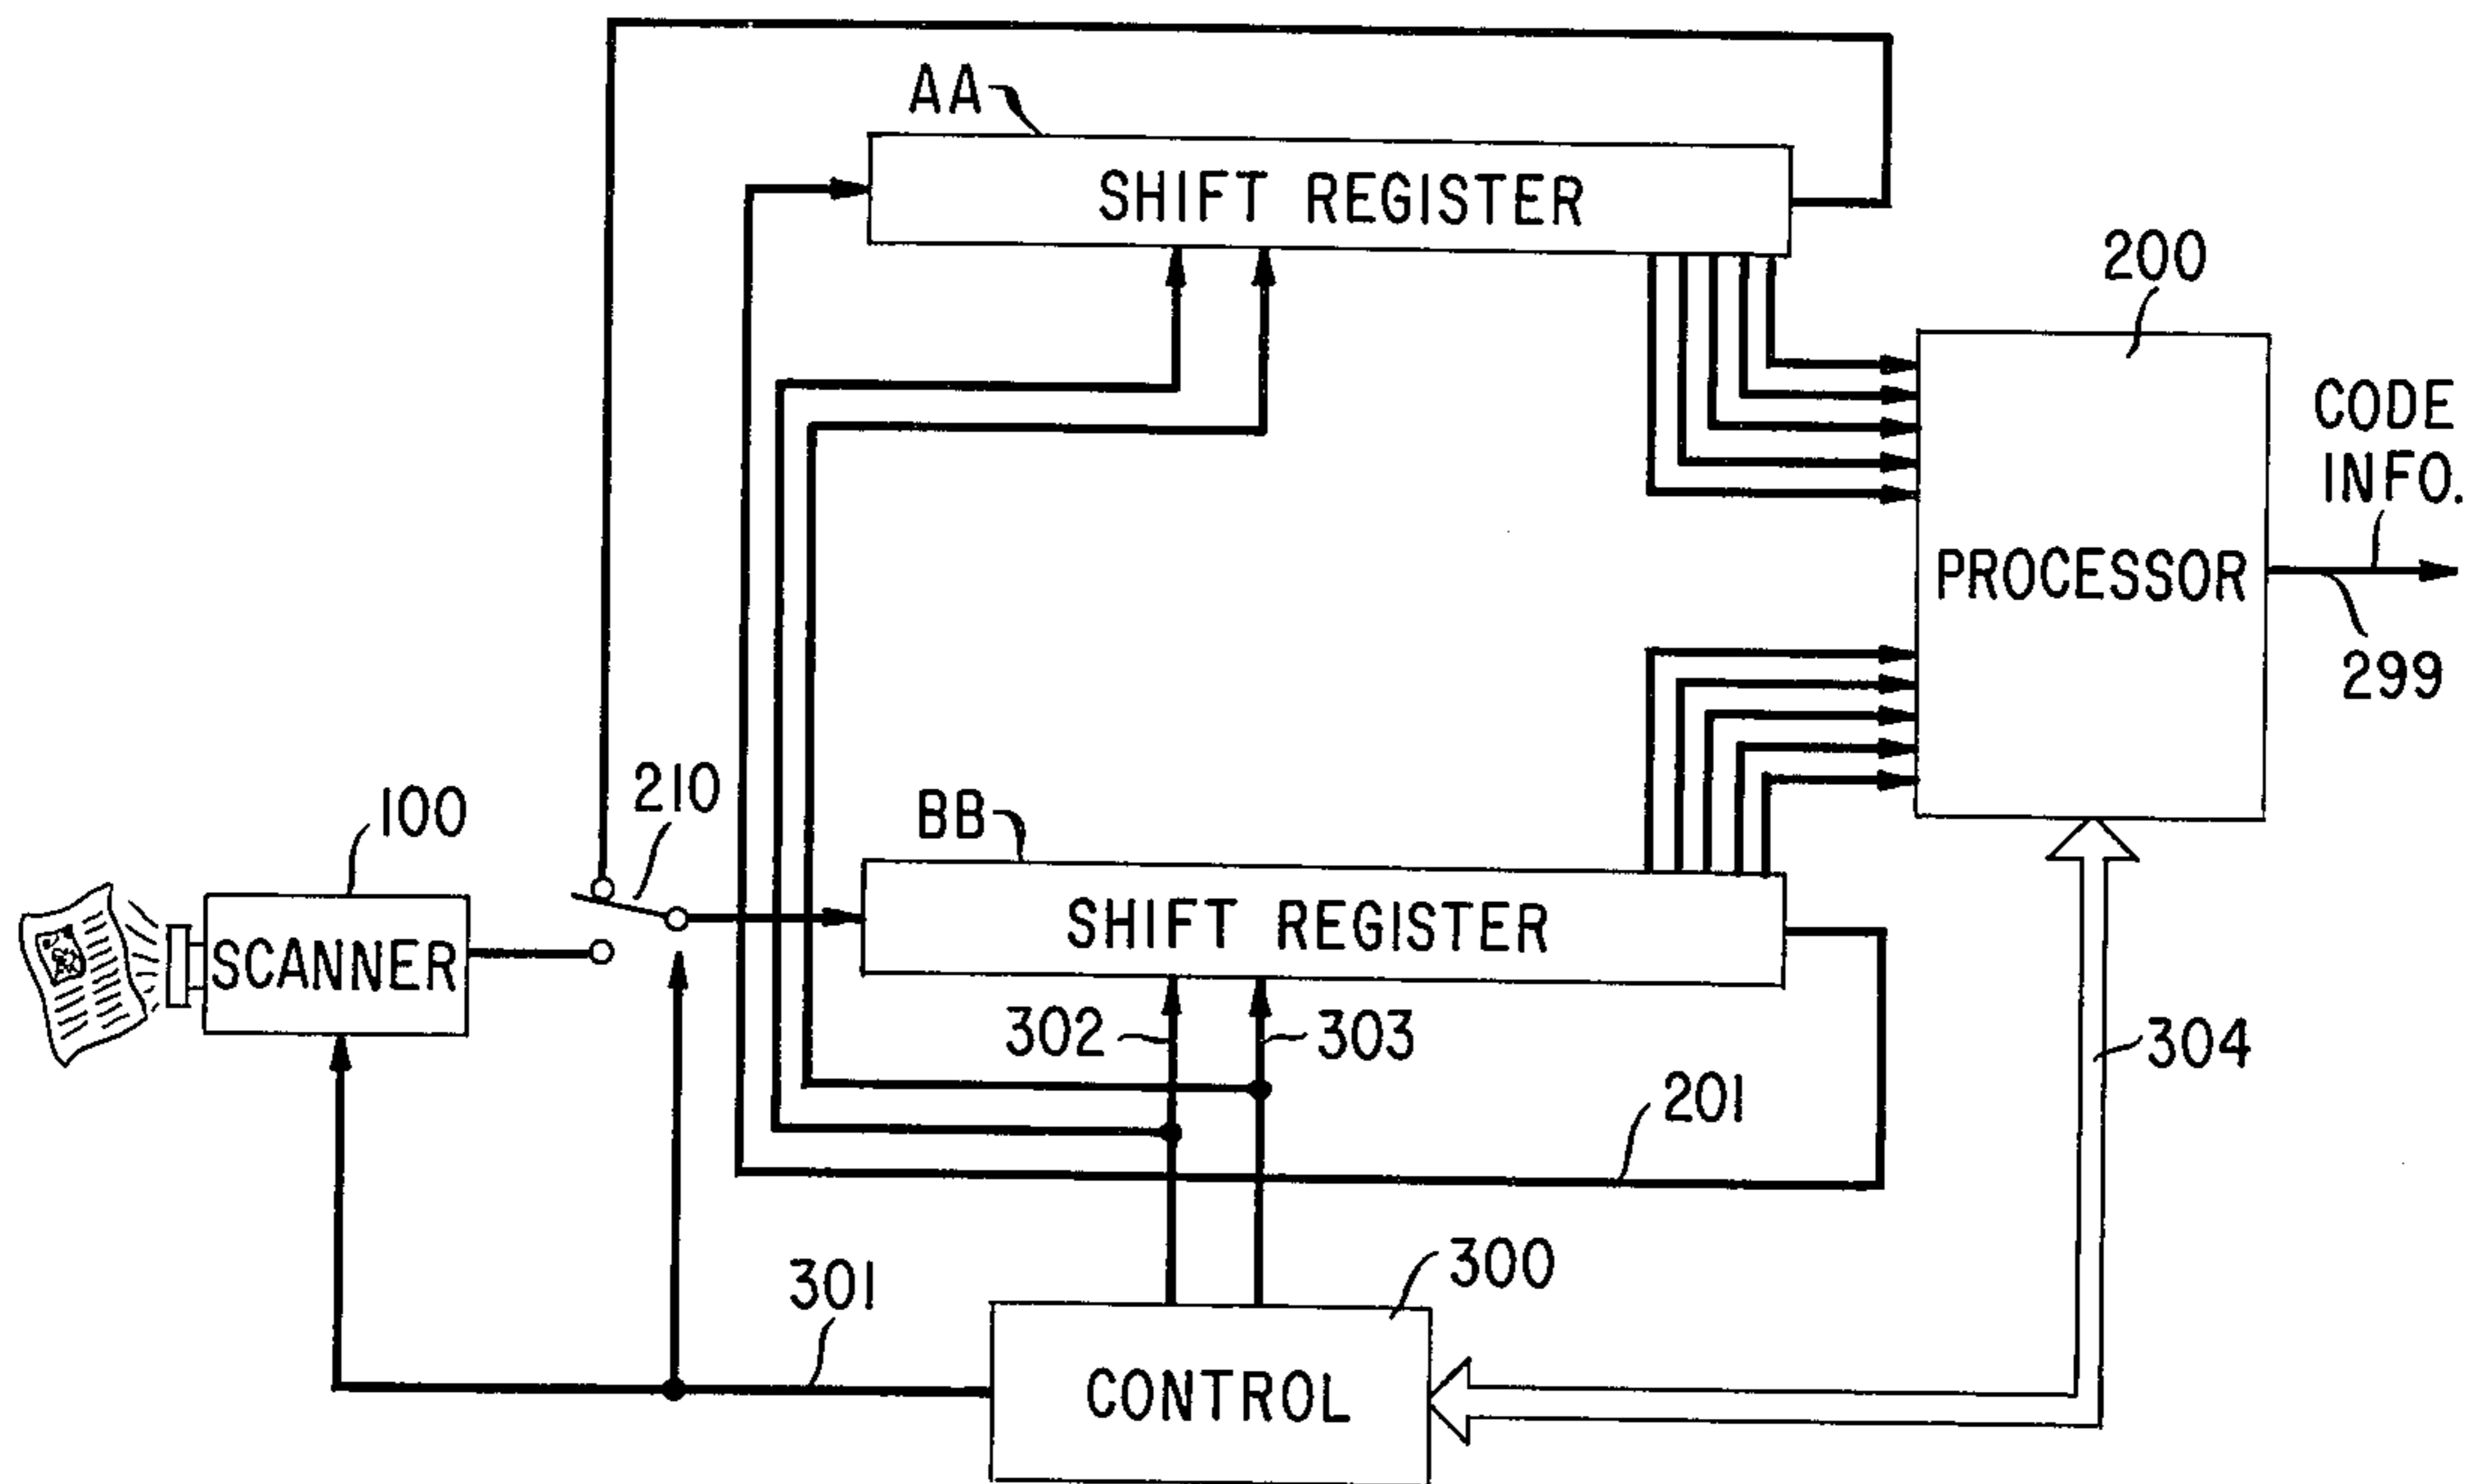 AA
SHIFT REGISTER
200
CODE
INFO.
PROCESSOR
299
210
100
BB
SCANNER
SHIFT REGISTER
302
303
304
201
301
300
CONTROL